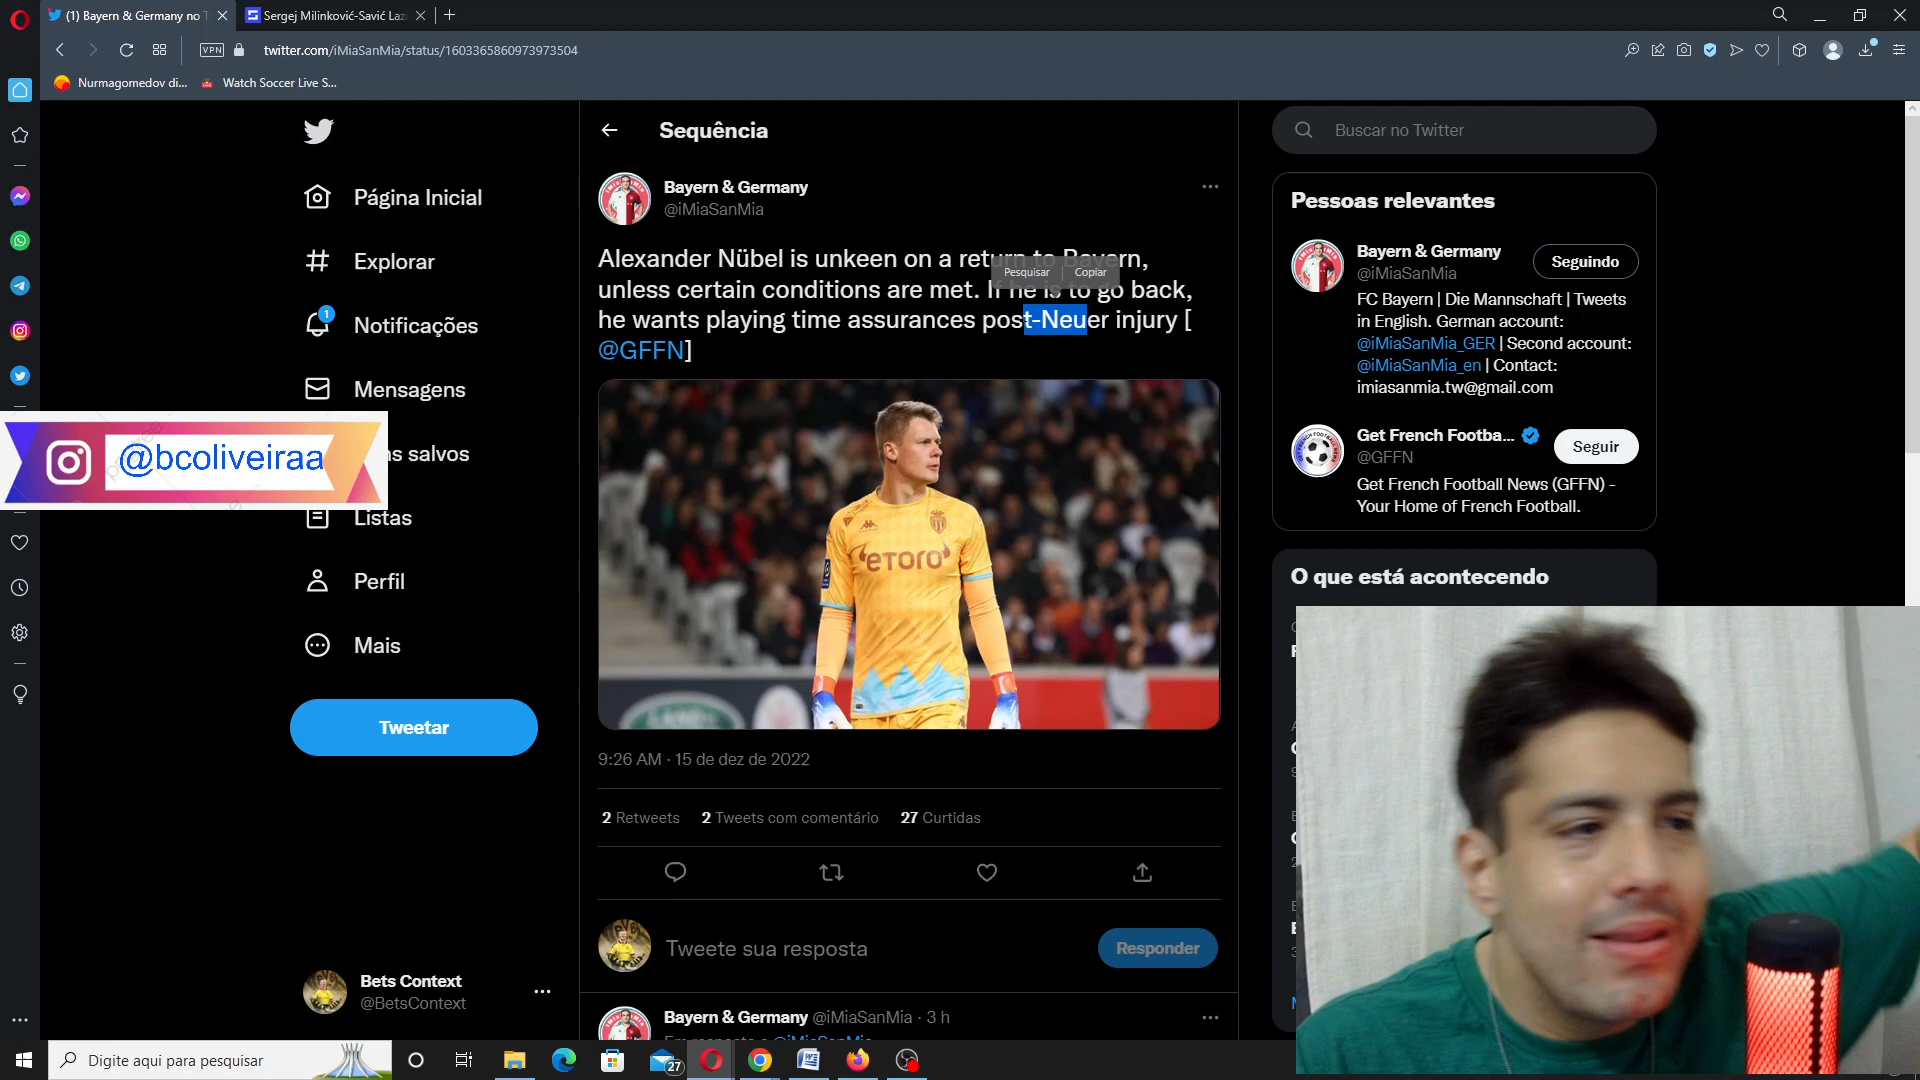 (1) Bayern & Germany no T
Sergej Milinković-Savić Laz
VPN
twitter.com/iMiaSanMia/status/1603365860973973504
Nurmagomedov di...
Watch Soccer Live S...
Página Inicial
Explorar
1
Notificações
Mensagens
ns salvos
@bcoliveiraa
Listas
Perfil
Mais
Tweetar
Bets Context
@BetsContext
Sequência
Bayern & Germany
@iMiaSanMia
Alexander Nübel is unkeen on a return to Bayern,
Pesquisar
Copiar
unless certain conditions are met. If he is to go back,
he wants playing time assurances post-Neuer injury [
@GFFN]
eToro
9:26 AM · 15 de dez de 2022
2 Retweets 2 Tweets com comentário 27 Curtidas
Tweete sua resposta
Responder
Bayern & Germany @iMiaSanMia · 3 h
Em resposta a @iMiaSanMia
Buscar no Twitter
Pessoas relevantes
Bayern & Germany
@iMiaSanMia
Seguindo
FC Bayern | Die Mannschaft | Tweets
in English. German account:
@iMiaSanMia_GER | Second account:
@iMiaSanMia_en | Contact:
imiasanmia.tw@gmail.com
Get French Footba...
@GFFN
Seguir
Get French Football News (GFFN) -
Your Home of French Football.
O que está acontecendo
Digite aqui para pesquisar
27